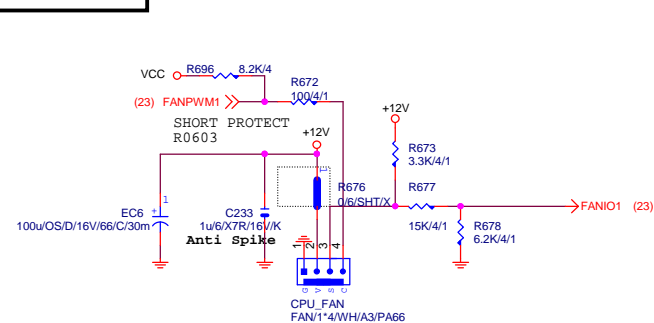 VCC
R696
8.2K/4
R672
100/4/1
(23)
FANPWM1
SHORT PROTECT
R0603
+12V
+12V
R673
3.3K/4/1
1
R676
0/6/SHT/X
R677
15K/4/1
FANIO1
(23)
R678
6.2K/4/1
1
+
EC6
100u/OS/D/16V/66/C/30m
C233
1u/6/X7R/16V/K
Anti Spike
1
2
3
4
G
V
S
C
CPU_FAN
FAN/1*4/WH/A3/PA66